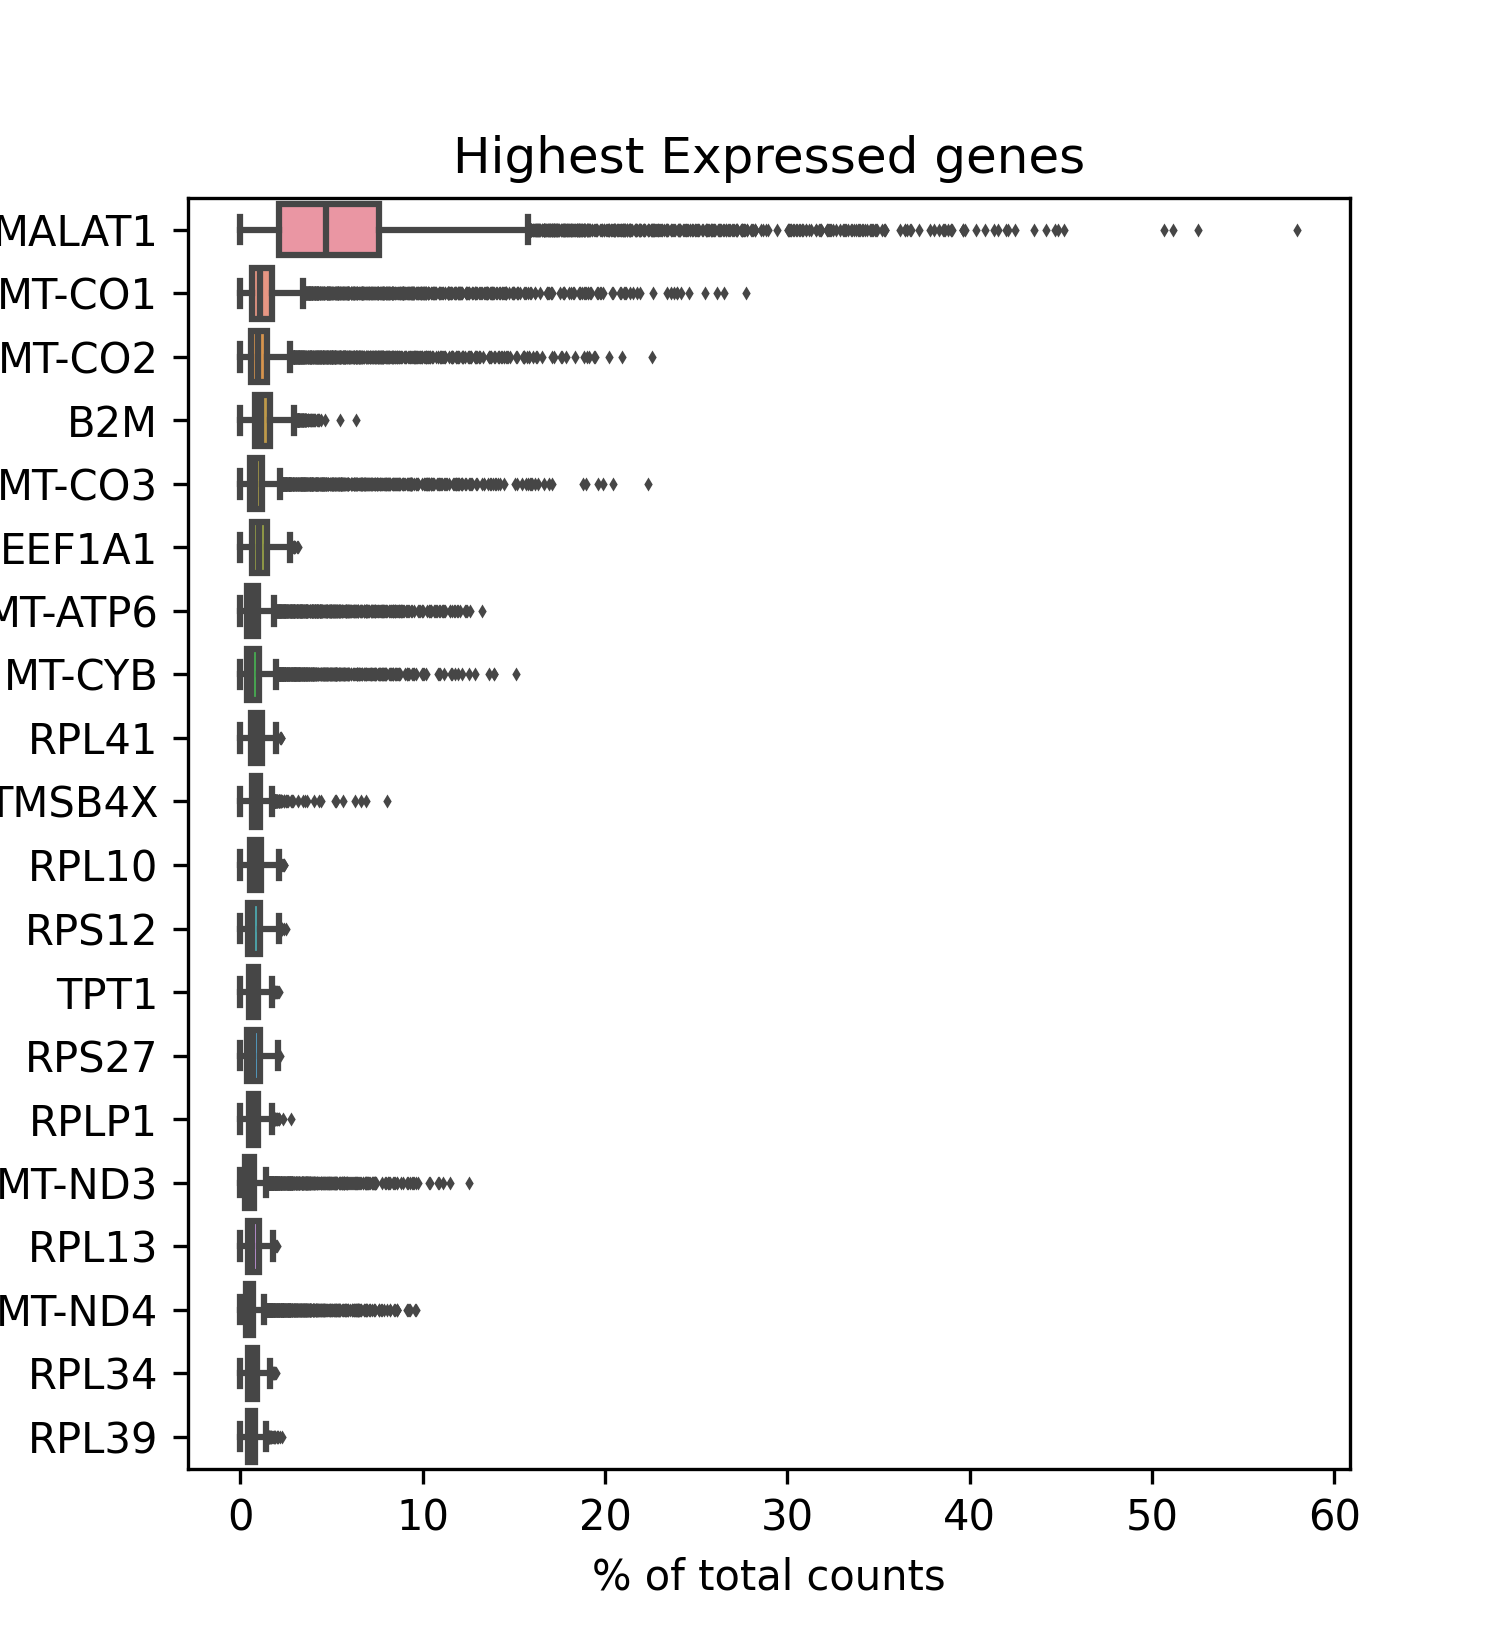 Highest Expressed genes
MALAT1
MT-CO1
MT-CO2
B2M
MT-CO3
EEF1A1
MT-ATP6
MT-CYB
RPL41
TMSB4X
RPL10
RPS12
TPT1
RPS27
RPLP1
MT-ND3
RPL13
MT-ND4
RPL34
RPL39
0 10 20 30 40 50 60
% of total counts